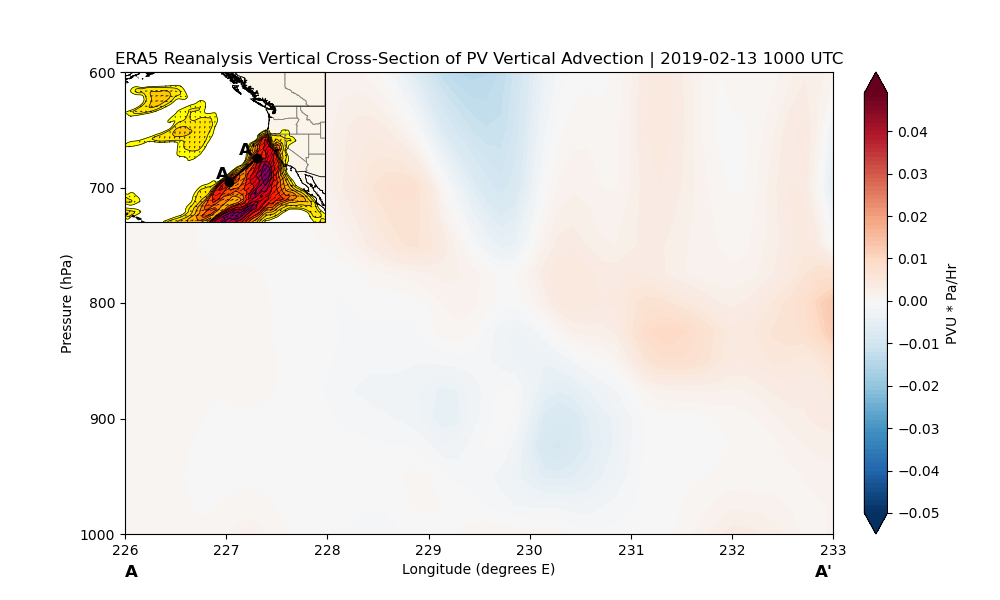 ERA5 Reanalysis Vertical Cross-Section of PV Vertical Advection | 2019-02-13 1000 UTC
600
700
800
900
1000
Pressure (hPa)
A
A
226
227
228
229
230
231
232
233
A
Longitude (degrees E)
A'
0.04
0.03
0.02
0.01
0.00
−0.01
−0.02
−0.03
−0.04
−0.05
PVU * Pa/Hr